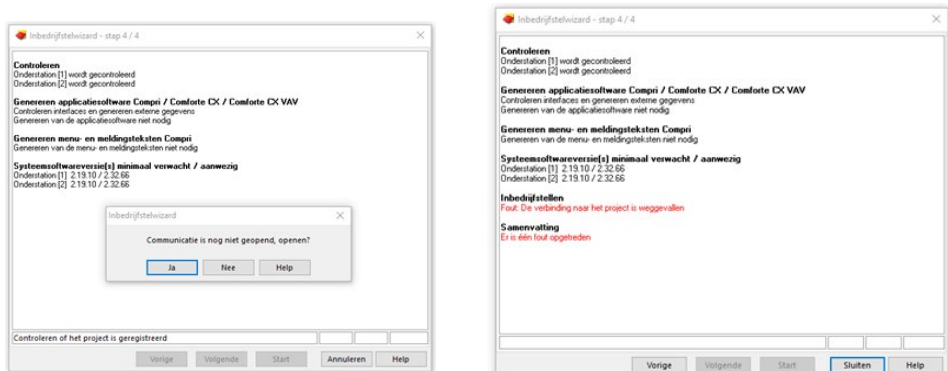 Inbedrijfstelwizard - stap 4 / 4
Controleren
Onderstation [1] wordt gecontroleerd
Onderstation [2] wordt gecontroleerd
Genereren applicatiesoftware Compri / Comforte CX / Comforte CX VAV
Controleren interfaces en genereren externe gegevens
Genereren van de applicatiesoftware niet nodig
Genereren menu- en meldingsteksten Compri
Genereren van de menu- en meldingsteksten niet nodig
Systeemsoftwareversie(s) minimaal verwacht / aanwezig
Onderstation [1] 2.19.10 / 2.32.66
Onderstation [2] 2.19.10 / 2.32.66
Inbedrijfstelwizard
Communicatie is nog niet geopend, openen?
Ja Nee Help
Controleren of het project is geregistreerd
Vorige Volgende Start Annuleren Help
Inbedrijfstelwizard - stap 4 / 4
Controleren
Onderstation [1] wordt gecontroleerd
Onderstation [2] wordt gecontroleerd
Genereren applicatiesoftware Compri / Comforte CX / Comforte CX VAV
Controleren interfaces en genereren externe gegevens
Genereren van de applicatiesoftware niet nodig
Genereren menu- en meldingsteksten Compri
Genereren van de menu- en meldingsteksten niet nodig
Systeemsoftwareversie(s) minimaal verwacht / aanwezig
Onderstation [1] 2.19.10 / 2.32.66
Onderstation [2] 2.19.10 / 2.32.66
Inbedrijfstellen
Fout: De verbinding naar het project is weggevallen
Samenvatting
Er is één fout opgetreden
Vorige Volgende Start Sluiten Help